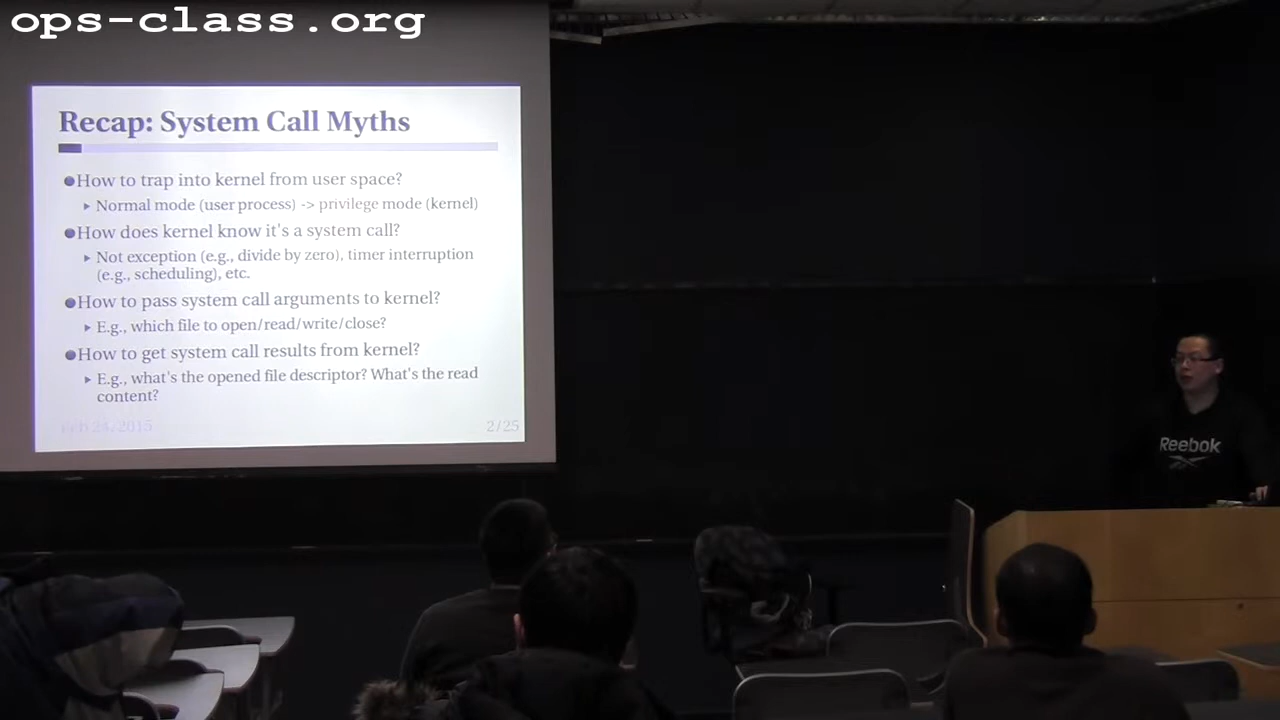 ops-class.org
Recap: System Call Myths
How to trap into kernel from user space?
Normal mode (user process) -> privilege mode (kernel)
How does kernel know it's a system call?
Not exception (e.g., divide by zero), timer interruption
(e.g., scheduling), etc.
How to pass system call arguments to kernel?
E.g., which file to open/read/write/close?
How to get system call results from kernel?
E.g., what's the opened file descriptor? What's the read
content?
Feb 24, 2015
2/25
Reebok